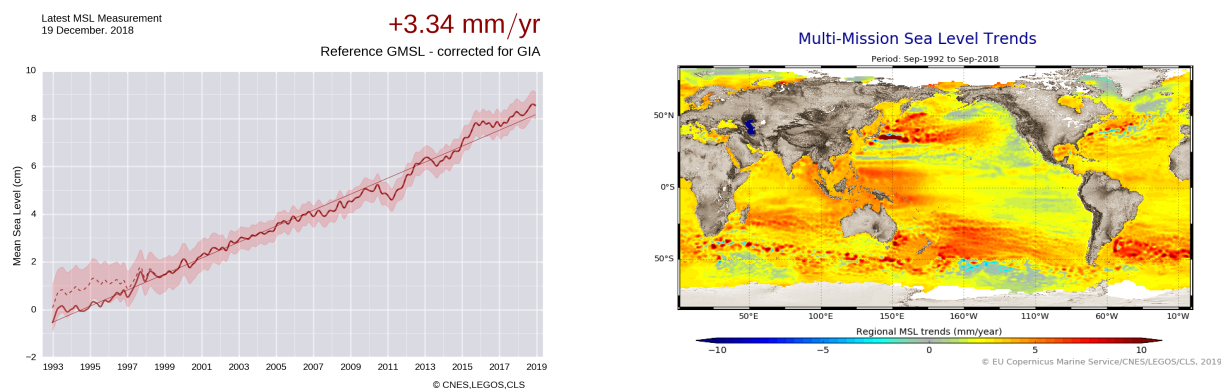 Latest MSL Measurement
19 December. 2018
+3.34 mm/yr
Reference GMSL - corrected for GIA
Mean Sea Level (cm)
10
8
6
4
2
0
−2
1993 1995 1997 1999 2001 2003 2005 2007 2009 2011 2013 2015 2017 2019
© CNES,LEGOS,CLS
Multi-Mission Sea Level Trends
Period: Sep-1992 to Sep-2018
50°N
0°S
50°S
50°E 100°E 150°E 160°W 110°W 60°W 10°W
Regional MSL trends (mm/year)
−10 −5 0 5 10
© EU Copernicus Marine Service/CNES/LEGOS/CLS, 2019